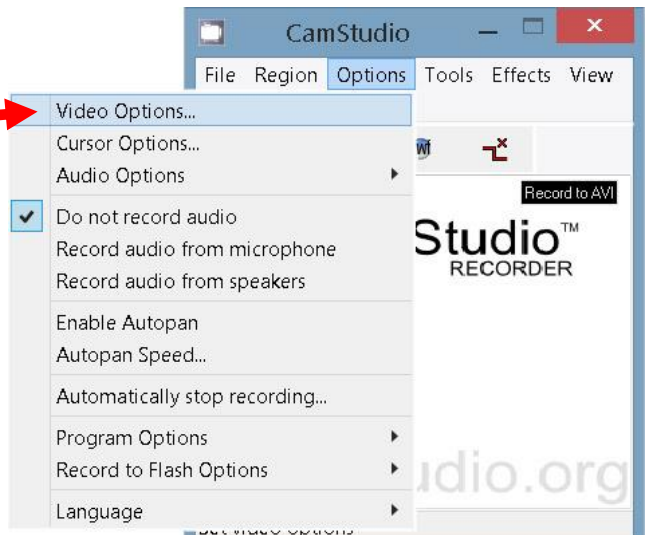 CamStudio
File Region Options Tools Effects View
Video Options...
Cursor Options...
Audio Options
Do not record audio
Record audio from microphone
Record audio from speakers
Enable Autopan
Autopan Speed...
Automatically stop recording...
Program Options
Record to Flash Options
Language
Record to AVI
Studio™
RECORDER
udio.org